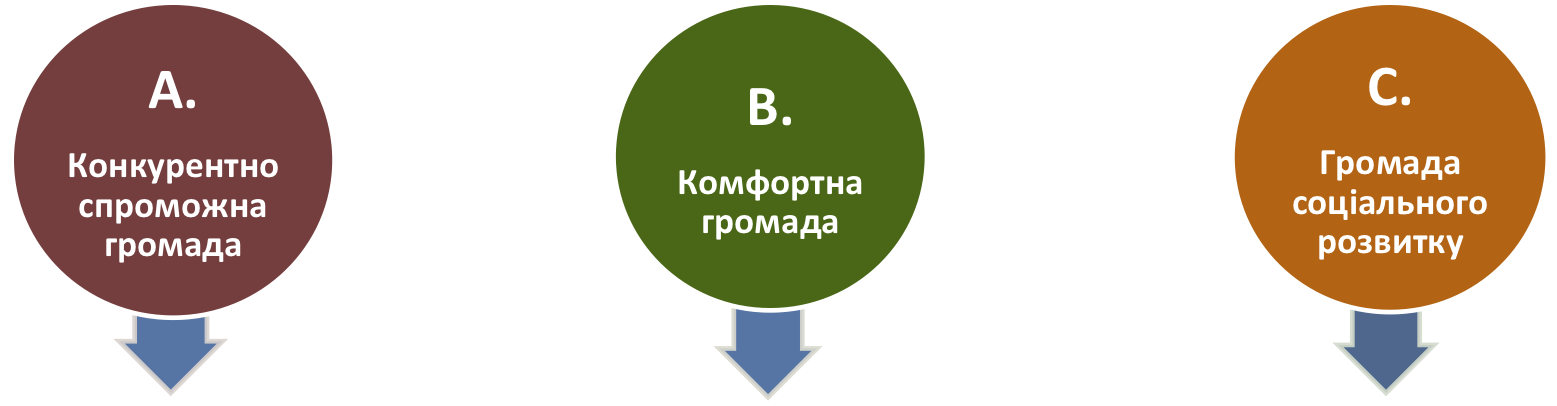 A.
Конкурентно
спроможна
громада
B.
Комфортна
громада
C.
Громада
соціального
розвитку